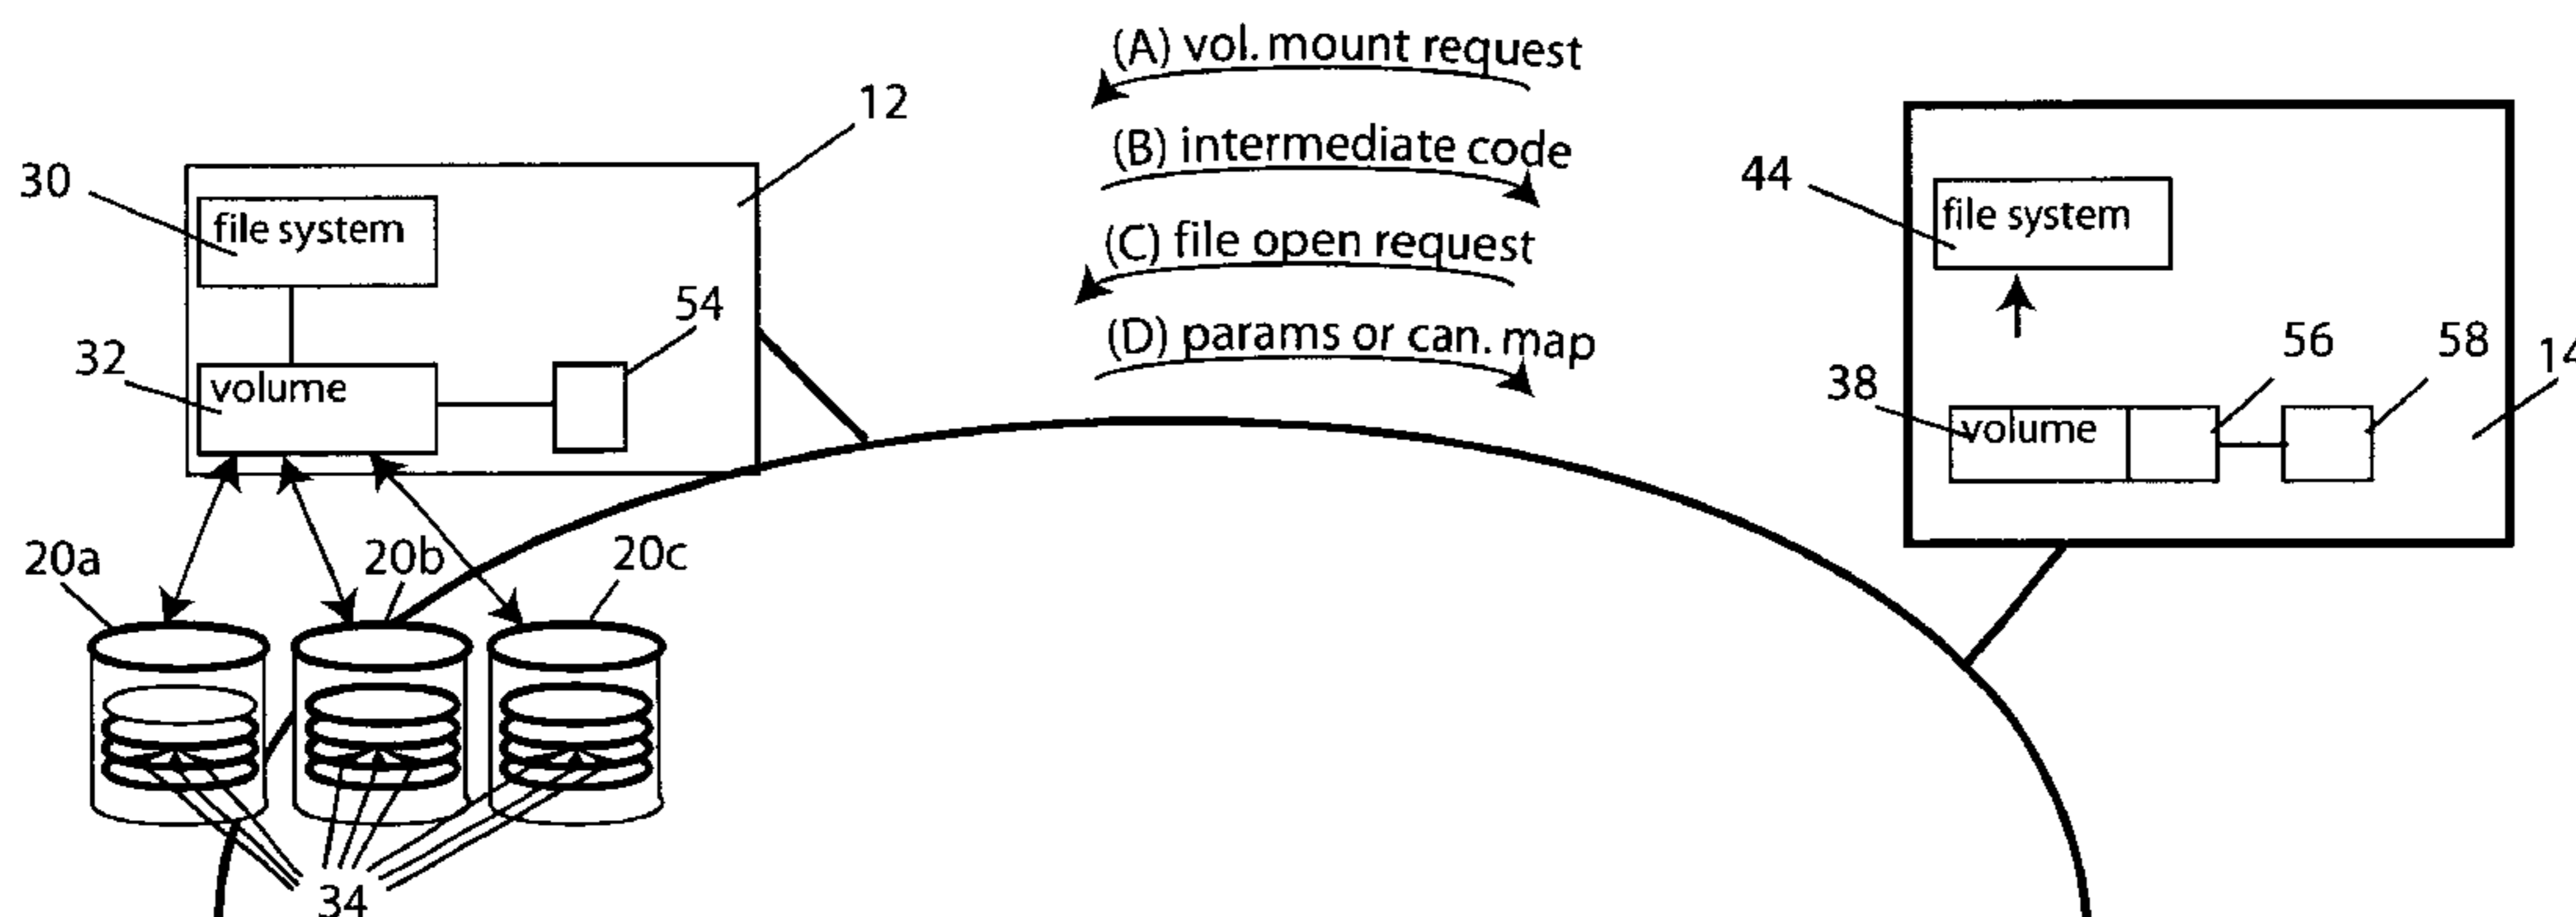 (A) vol. mount request
12
(B) intermediate code
30
44
file system
file system
(C) file open request
54
(D) params or can. map
32
volume
56
58
14
38
volume
20a
20b
20c
34